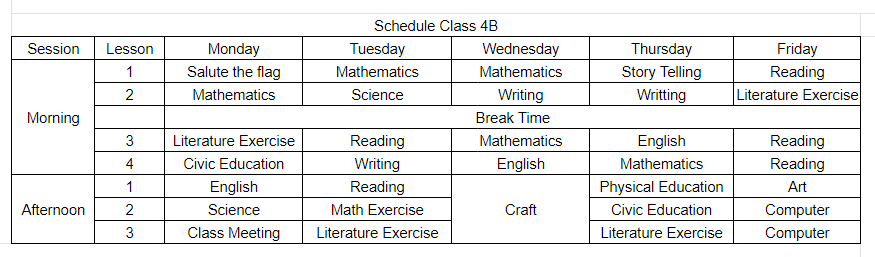 Schedule Class 4B
Session Lesson Monday Tuesday Wednesday Thursday Friday
1 Salute the flag Mathematics Mathematics Story Telling Reading
2 Mathematics Science Writing Writting Literature Exercise
Morning Break Time
3 Literature Exercise Reading Mathematics English Reading
4 Civic Education Writing English Mathematics Reading
1 English Reading Physical Education Art
Afternoon 2 Science Math Exercise Craft Civic Education Computer
3 Class Meeting Literature Exercise Literature Exercise Computer